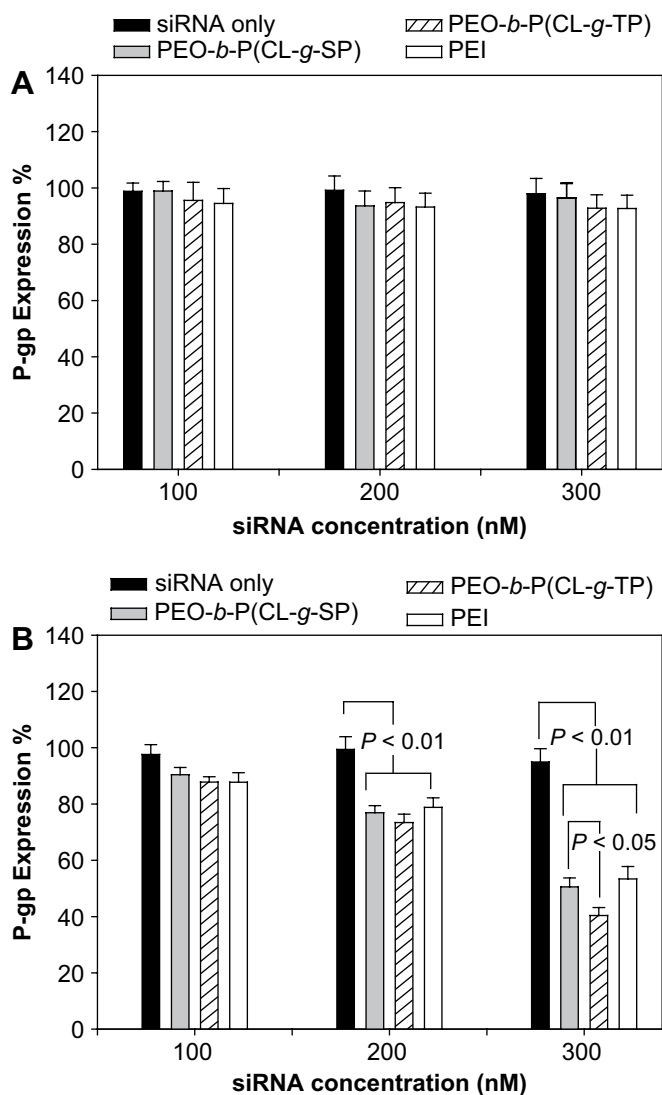 siRNA only
PEO-b-P(CL-g-TP)
PEO-b-P(CL-g-SP)
PEI
A
140
120
100
80
60
40
20
0
P-gp Expression %
100
200
300
siRNA concentration (nM)
siRNA only
PEO-b-P(CL-g-TP)
PEO-b-P(CL-g-SP)
PEI
B
140
120
100
80
60
40
20
0
P-gp Expression %
P < 0.01
P < 0.01
P < 0.05
100
200
300
siRNA concentration (nM)